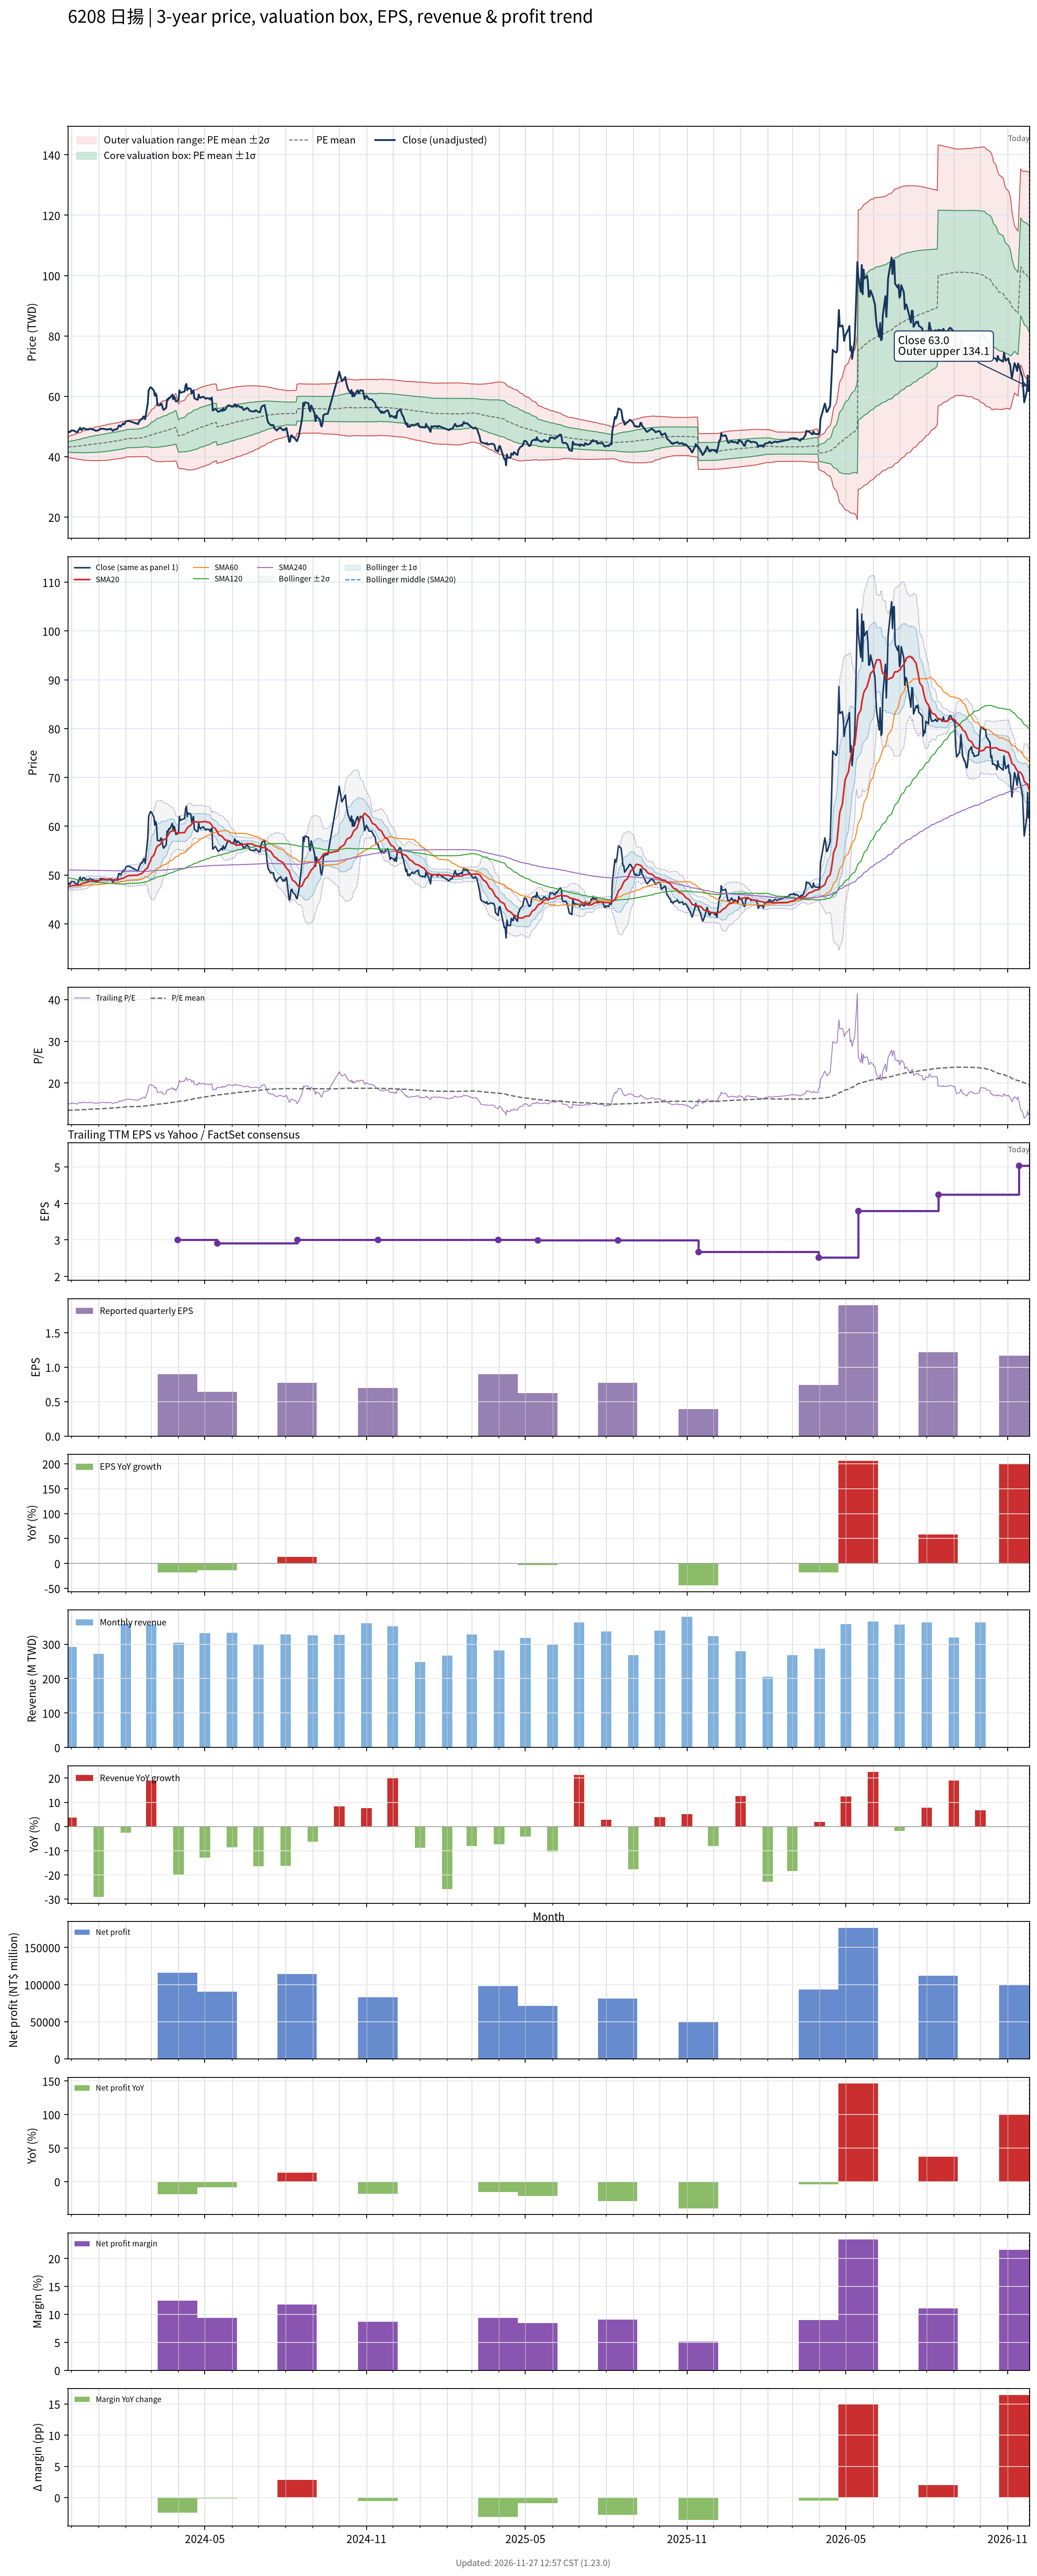 6208 日揚 | 3-year price, valuation box, EPS, revenue & profit trend
Outer valuation range: PE mean ±2σ
Core valuation box: PE mean ±1σ
PE mean
Close (unadjusted)
Today
Price (TWD)
140
120
100
80
60
40
20
Close 63.0
Outer upper 134.1
Close (same as panel 1)
SMA20
SMA60
SMA120
SMA240
Bollinger ±2σ
Bollinger ±1σ
Bollinger middle (SMA20)
Price
110
100
90
80
70
60
50
40
Trailing P/E
P/E mean
P/E
40
30
20
Trailing TTM EPS vs Yahoo / FactSet consensus
Today
EPS
5
4
3
2
Reported quarterly EPS
EPS
1.5
1.0
0.5
0.0
EPS YoY growth
YoY (%)
200
150
100
50
0
-50
Monthly revenue
Revenue (M TWD)
300
200
100
0
Revenue YoY growth
YoY (%)
20
10
0
-10
-20
-30
Month
Net profit
Net profit (NT$ million)
150000
100000
50000
0
Net profit YoY
YoY (%)
150
100
50
0
Net profit margin
Margin (%)
20
15
10
5
0
Margin YoY change
Δ margin (pp)
15
10
5
0
2024-05
2024-11
2025-05
2025-11
2026-05
2026-11
Updated: 2026-11-27 12:57 CST (1.23.0)